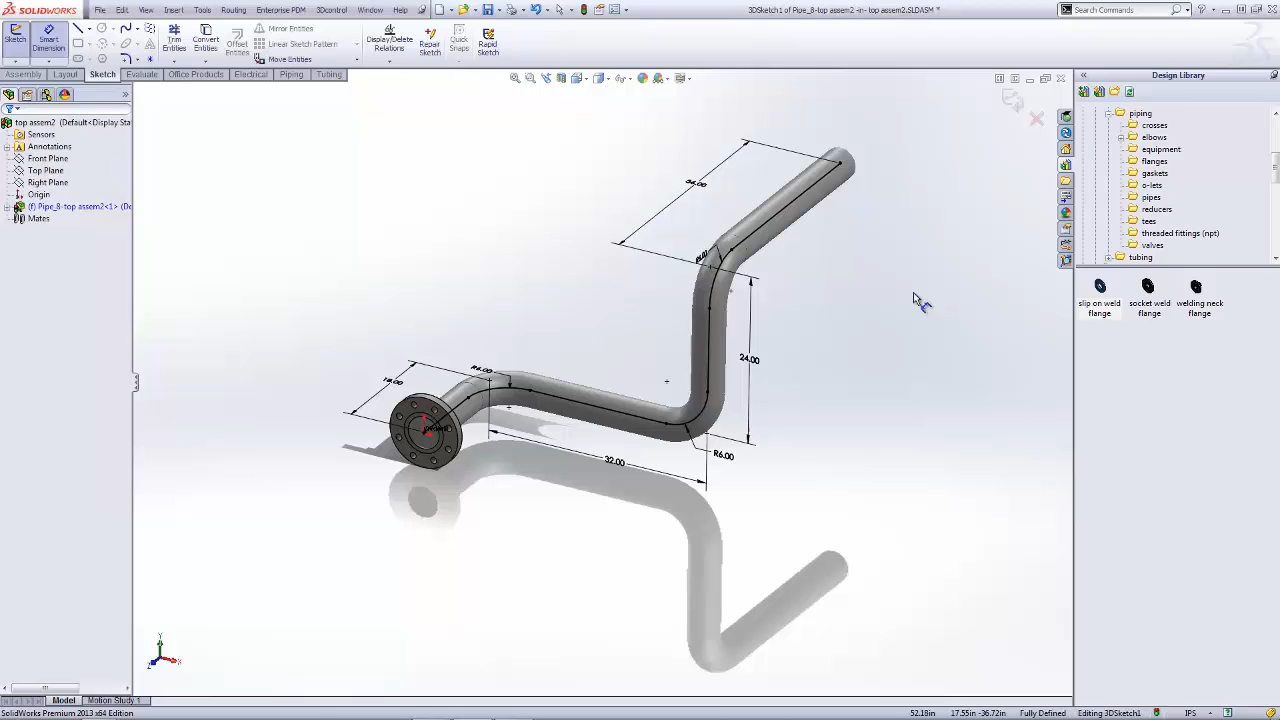 SOLIDWORKS File Edit View Insert Tools Routing Enterprise PDM 3Dcontrol Window Help 3DSketch1 of Pipe_8-top assem2 -in- top assem2.SLDASM * Search Commands
Sketch Smart Dimension Trim Entities Convert Entities Offset Entities Mirror Entities Linear Sketch Pattern Move Entities Display/Delete Relations Repair Sketch Quick Snaps Rapid Sketch
Assembly Layout Sketch Evaluate Office Products Electrical Piping Tubing
Design Library
top assem2 (Default<Display Sta
Sensors
Annotations
Front Plane
Top Plane
Right Plane
Origin
(f) Pipe_8-top assem2<1> (De
Mates
piping
crosses
elbows
equipment
flanges
gaskets
o-lets
pipes
reducers
tees
threaded fittings (npt)
valves
tubing
slip on weld flange
socket weld flange
welding neck flange
24.00
R6.00
32.00
R6.00
Y
X
Z
Model Motion Study 1
SolidWorks Premium 2013 x64 Edition 52.18in 17.55in -36.72in Fully Defined Editing 3DSketch1 IPS